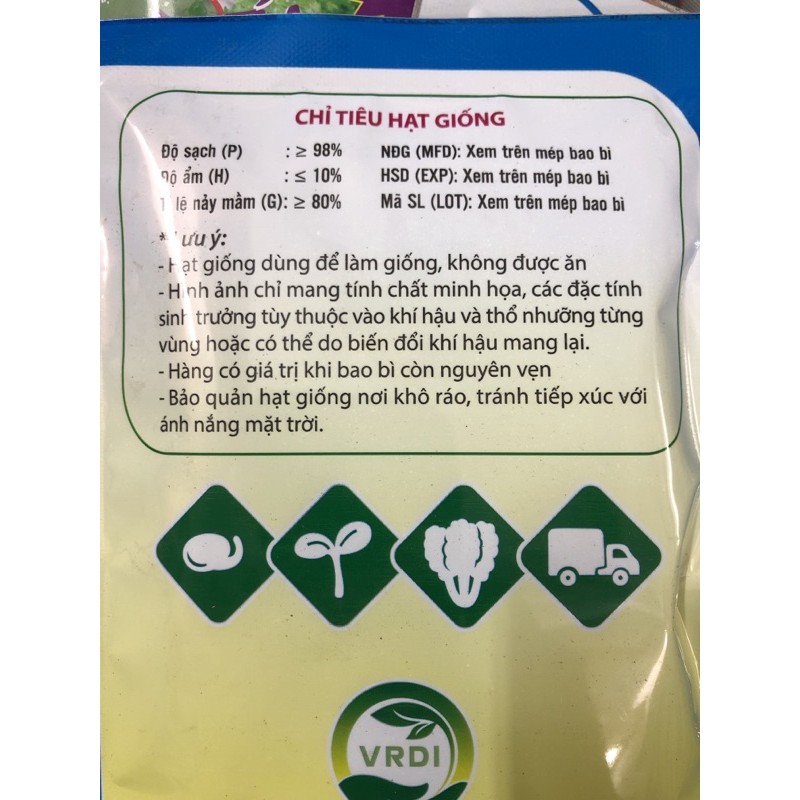 CHỈ TIÊU HẠT GIỐNG
Độ sạch (P) : ≥ 98% NĐG (MFD): Xem trên mép bao bì
Độ ẩm (H) : ≤ 10% HSD (EXP): Xem trên mép bao bì
Tỉ lệ nảy mầm (G): ≥ 80% Mã SL (LOT): Xem trên mép bao bì
*Lưu ý:
- Hạt giống dùng để làm giống, không được ăn
- Hình ảnh chỉ mang tính chất minh họa, các đặc tính
sinh trưởng tùy thuộc vào khí hậu và thổ nhưỡng từng
vùng hoặc có thể do biến đổi khí hậu mang lại.
- Hàng có giá trị khi bao bì còn nguyên vẹn
- Bảo quản hạt giống nơi khô ráo, tránh tiếp xúc với
ánh nắng mặt trời.
VRDI